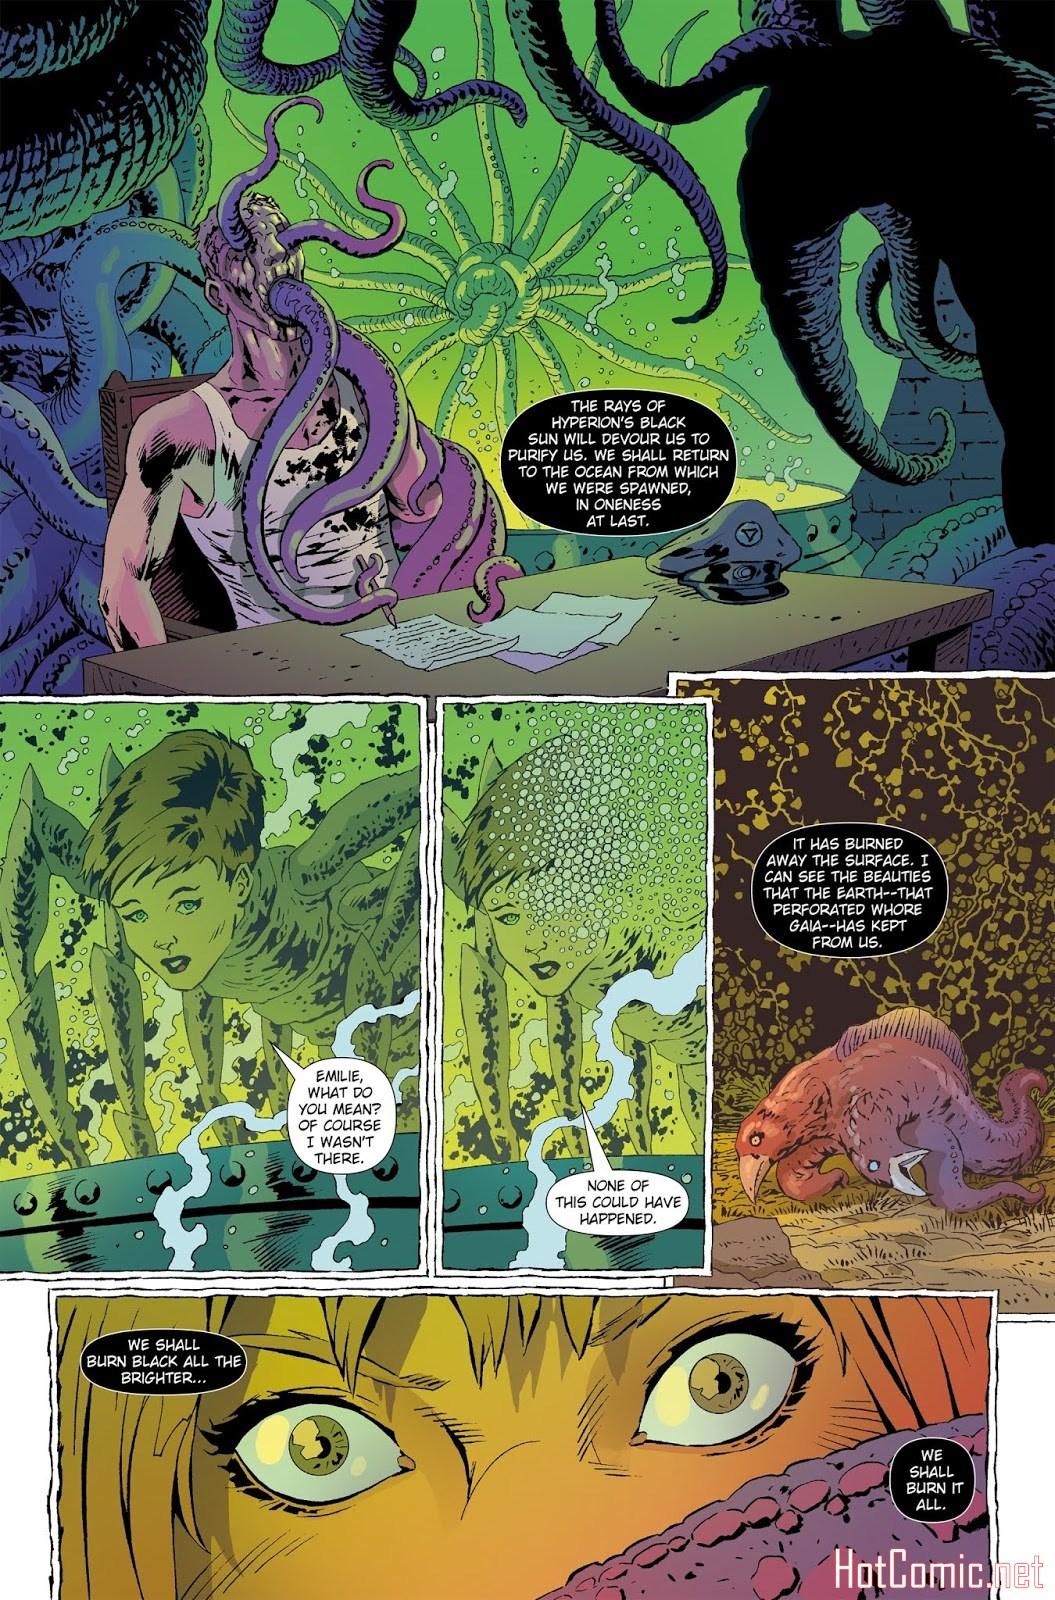 THE RAYS OF
HYPERION'S BLACK
SUN WILL DEVOUR US TO
PURIFY US. WE SHALL RETURN
TO THE OCEAN FROM WHICH
WE WERE SPAWNED,
IN ONENESS
AT LAST.
EMILIE,
WHAT DO
YOU MEAN?
OF COURSE
I WASN'T
THERE.
NONE OF
THIS COULD HAVE
HAPPENED.
IT HAS BURNED
AWAY THE SURFACE. I
CAN SEE THE BEAUTIES
THAT THE EARTH--THAT
PERFORATED WHORE
GAIA--HAS KEPT
FROM US.
WE SHALL
BURN BLACK ALL THE
BRIGHTER...
WE
SHALL
BURN IT
ALL.
HotComic.net